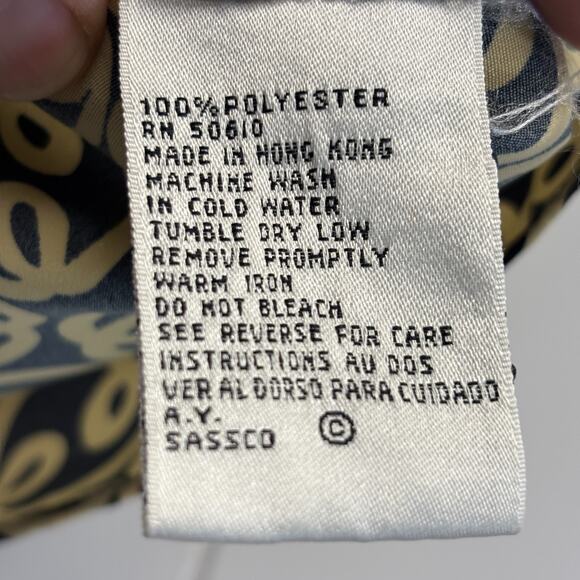 100% POLYESTER
RN 50610
MADE IN HONG KONG
MACHINE WASH
IN COLD WATER
TUMBLE DRY LOW
REMOVE PROMPTLY
WARM IRON
DO NOT BLEACH
SEE REVERSE FOR CARE
INSTRUCTIONS AU DOS
VER AL DORSO PARA CUIDADO
A.Y.
SASSCO ©